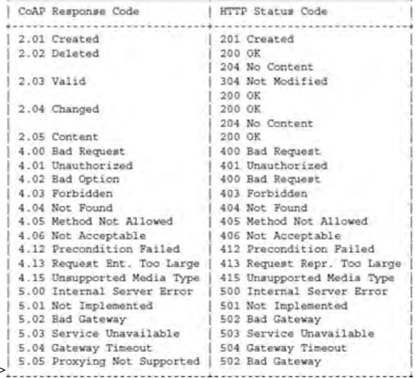 CoAP Response Code | HTTP Status Code
2.01 Created | 201 Created
2.02 Deleted | 200 OK
| 204 No Content
2.03 Valid | 304 Not Modified
| 200 OK
2.04 Changed | 200 OK
| 204 No Content
2.05 Content | 200 OK
4.00 Bad Request | 400 Bad Request
4.01 Unauthorized | 401 Unauthorized
4.02 Bad Option | 400 Bad Request
4.03 Forbidden | 403 Forbidden
4.04 Not Found | 404 Not Found
4.05 Method Not Allowed | 405 Method Not Allowed
4.06 Not Acceptable | 406 Not Acceptable
4.12 Precondition Failed | 412 Precondition Failed
4.13 Request Ent. Too Large | 413 Request Repr. Too Large
4.15 Unsupported Media Type | 415 Unsupported Media Type
5.00 Internal Server Error | 500 Internal Server Error
5.01 Not Implemented | 501 Not Implemented
5.02 Bad Gateway | 502 Bad Gateway
5.03 Service Unavailable | 503 Service Unavailable
5.04 Gateway Timeout | 504 Gateway Timeout
5.05 Proxying Not Supported | 502 Bad Gateway
>